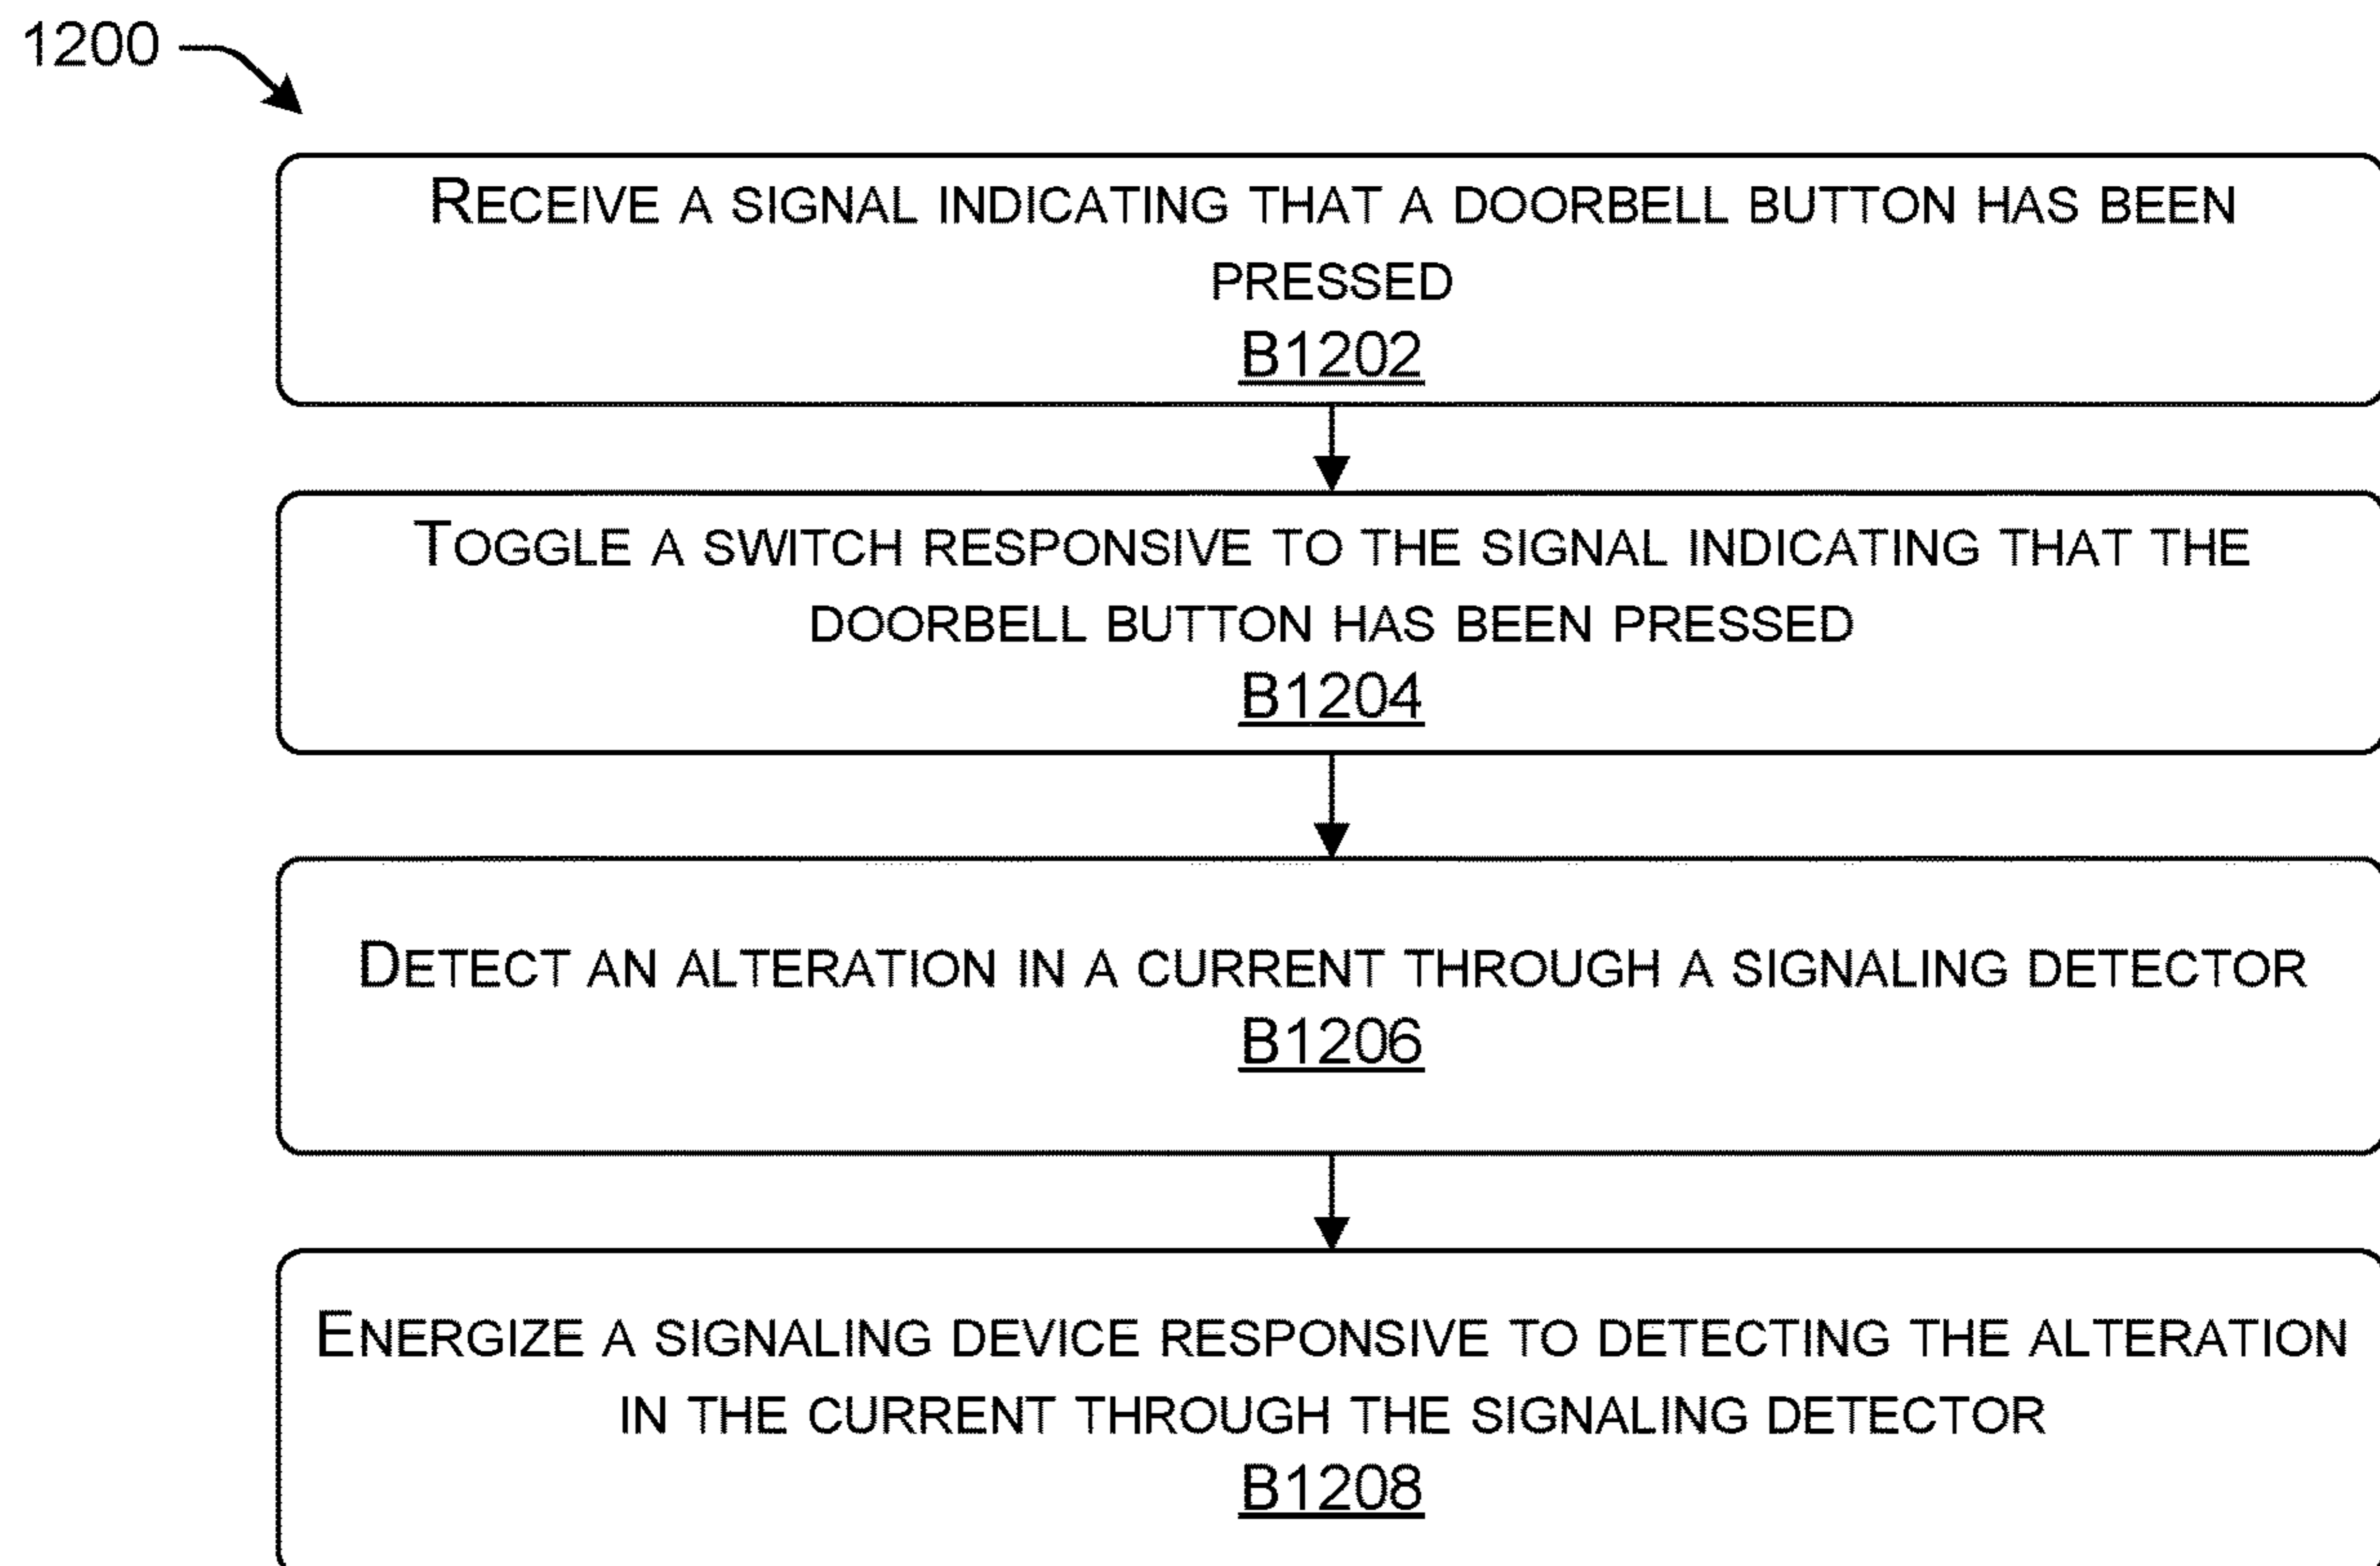 1200
RECEIVE A SIGNAL INDICATING THAT A DOORBELL BUTTON HAS BEEN
PRESSED
B1202
TOGGLE A SWITCH RESPONSIVE TO THE SIGNAL INDICATING THAT THE
DOORBELL BUTTON HAS BEEN PRESSED
B1204
DETECT AN ALTERATION IN A CURRENT THROUGH A SIGNALING DETECTOR
B1206
ENERGIZE A SIGNALING DEVICE RESPONSIVE TO DETECTING THE ALTERATION
IN THE CURRENT THROUGH THE SIGNALING DETECTOR
B1208